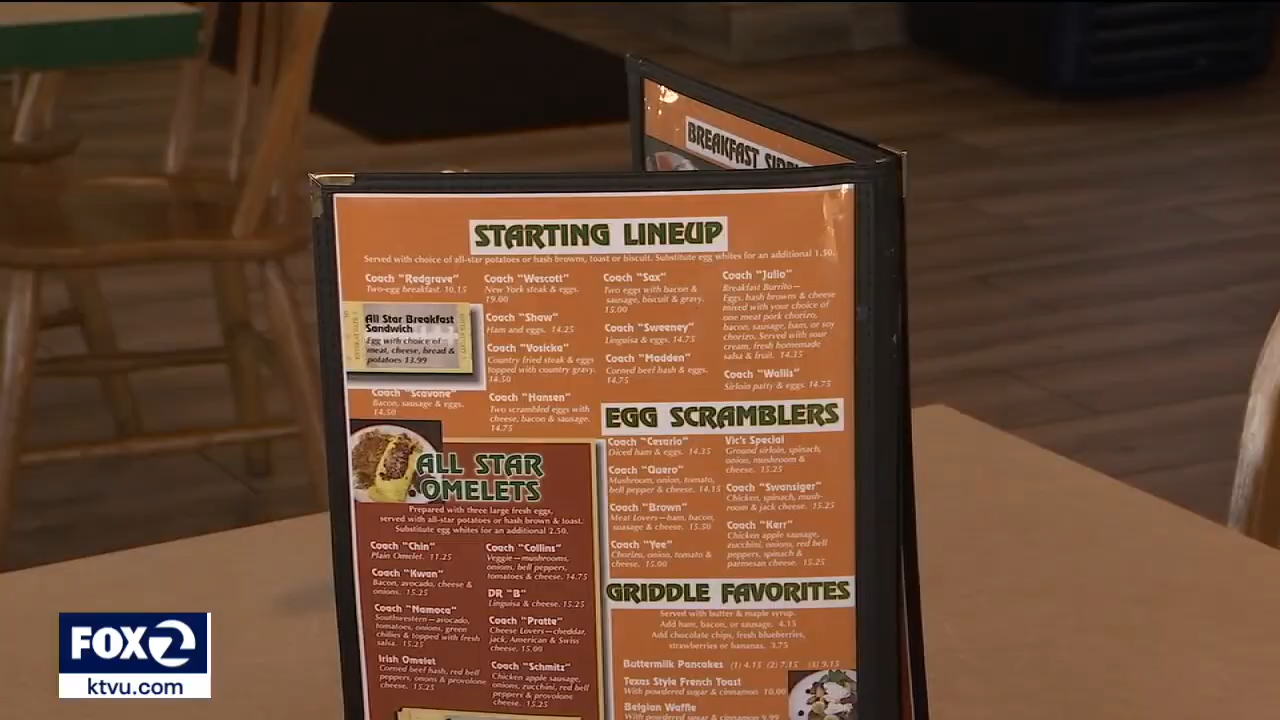 BREAKFAST
STARTING LINEUP
Served with choice of all-star potatoes or hash browns, toast or biscuit. Substitute egg whites for an additional 1.50.
Coach "Redgrave"
Two-egg breakfast. 10.15
All Star Breakfast
Sandwich
Egg with choice of
meat, cheese, bread &
potatoes 13.99
Coach "Scavone"
Bacon, sausage & eggs.
14.50
Coach "Wescott"
New York steak & eggs.
19.00
Coach "Shaw"
Ham and eggs. 14.25
Coach "Vosicka"
Country fried steak & eggs
topped with country gravy.
14.50
Coach "Hansen"
Two scrambled eggs with
cheese, bacon & sausage.
14.75
Coach "Sax"
Two eggs with bacon &
sausage, biscuit & gravy.
15.00
Coach "Sweeney"
Linguisa & eggs. 14.75
Coach "Madden"
Corned beef hash & eggs.
14.75
Coach "Julio"
Breakfast Burrito—
Eggs, hash browns & cheese
mixed with your choice of
one meat pork chorizo,
bacon, sausage, ham, or soy
chorizo. Served with sour
cream, fresh homemade
salsa & fruit. 14.35
Coach "Wallis"
Sirloin patty & eggs. 14.75
EGG SCRAMBLERS
Coach "Cesario"
Diced ham & eggs. 14.35
Coach "Quero"
Mushroom, onion, tomato,
bell pepper & cheese. 14.15
Coach "Brown"
Meat Lovers—ham, bacon,
sausage & cheese. 15.50
Coach "Yee"
Chorizo, onion, tomato &
cheese. 15.00
Vic's Special
Ground sirloin, spinach,
onion, mushroom &
cheese. 15.25
Coach "Swansiger"
Chicken, spinach, mush-
room & jack cheese. 15.25
Coach "Kerr"
Chicken apple sausage,
zucchini, onions, red bell
peppers, spinach &
parmesan cheese. 15.25
ALL STAR
OMELETS
Prepared with three large fresh eggs,
served with all-star potatoes or hash brown & toast.
Substitute egg whites for an additional 2.50.
Coach "Chin"
Plain Omelet. 11.25
Coach "Kwan"
Bacon, avocado, cheese &
onions. 15.25
Coach "Namoca"
Southwestern—avocado,
tomatoes, onions, green
chilies & topped with fresh
salsa. 15.25
Irish Omelet
Corned beef hash, red bell
peppers, onions & provolone
cheese. 15.25
Coach "Collins"
Veggie—mushrooms,
onions, bell peppers,
tomatoes & cheese. 14.75
DR "B"
Linguisa & cheese. 15.25
Coach "Pratte"
Cheese Lovers—cheddar,
jack, American & Swiss
cheese. 15.00
Coach "Schmitz"
Chicken apple sausage,
onions, zucchini, red bell
peppers & provolone
cheese. 15.25
GRIDDLE FAVORITES
Served with butter & maple syrup.
Add ham, bacon, or sausage. 4.15
Add chocolate chips, fresh blueberries,
strawberries or bananas. 3.75
Buttermilk Pancakes (1) 4.15 (2) 7.15 (3) 9.15
Texas Style French Toast
With powdered sugar & cinnamon 10.00
Belgian Waffle
With powdered sugar & cinnamon 9.99
FOX 2
ktvu.com